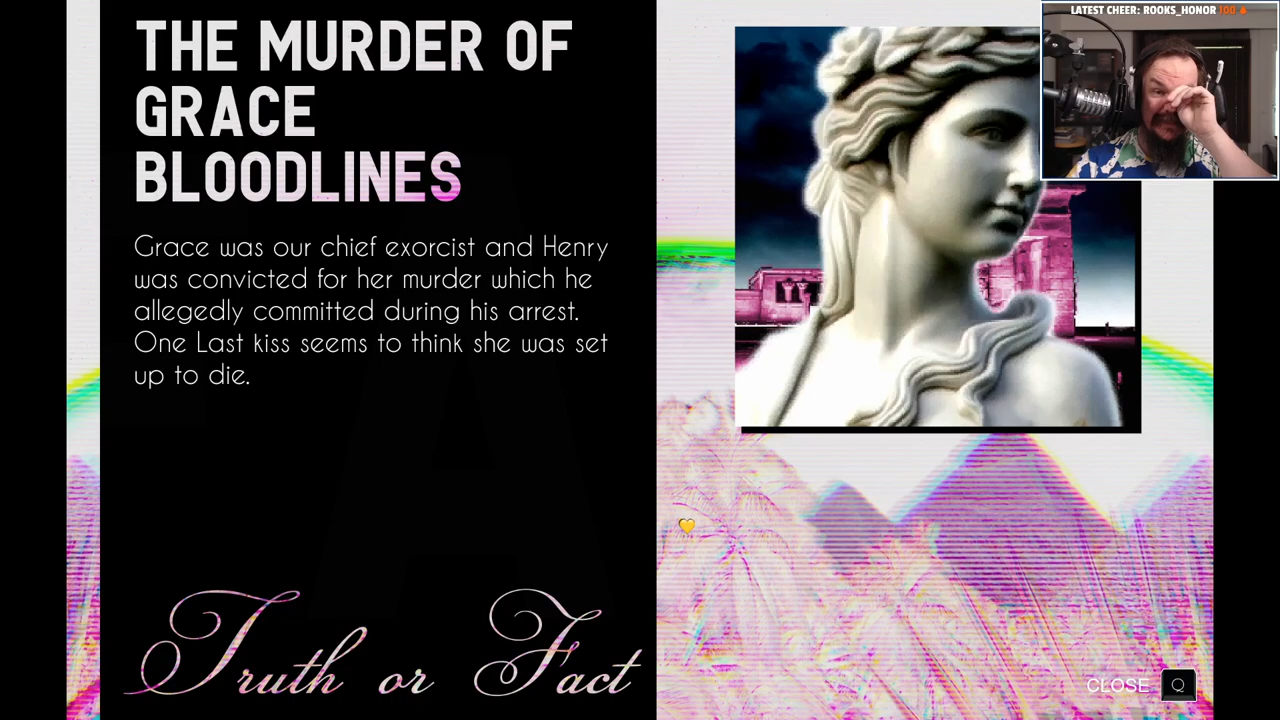 THE MURDER OF
GRACE
BLOODLINES
Grace was our chief exorcist and Henry
was convicted for her murder which he
allegedly committed during his arrest.
One Last kiss seems to think she was set
up to die.
Truth or Fact
LATEST CHEER: ROOKS_HONOR 100
CLOSE Q